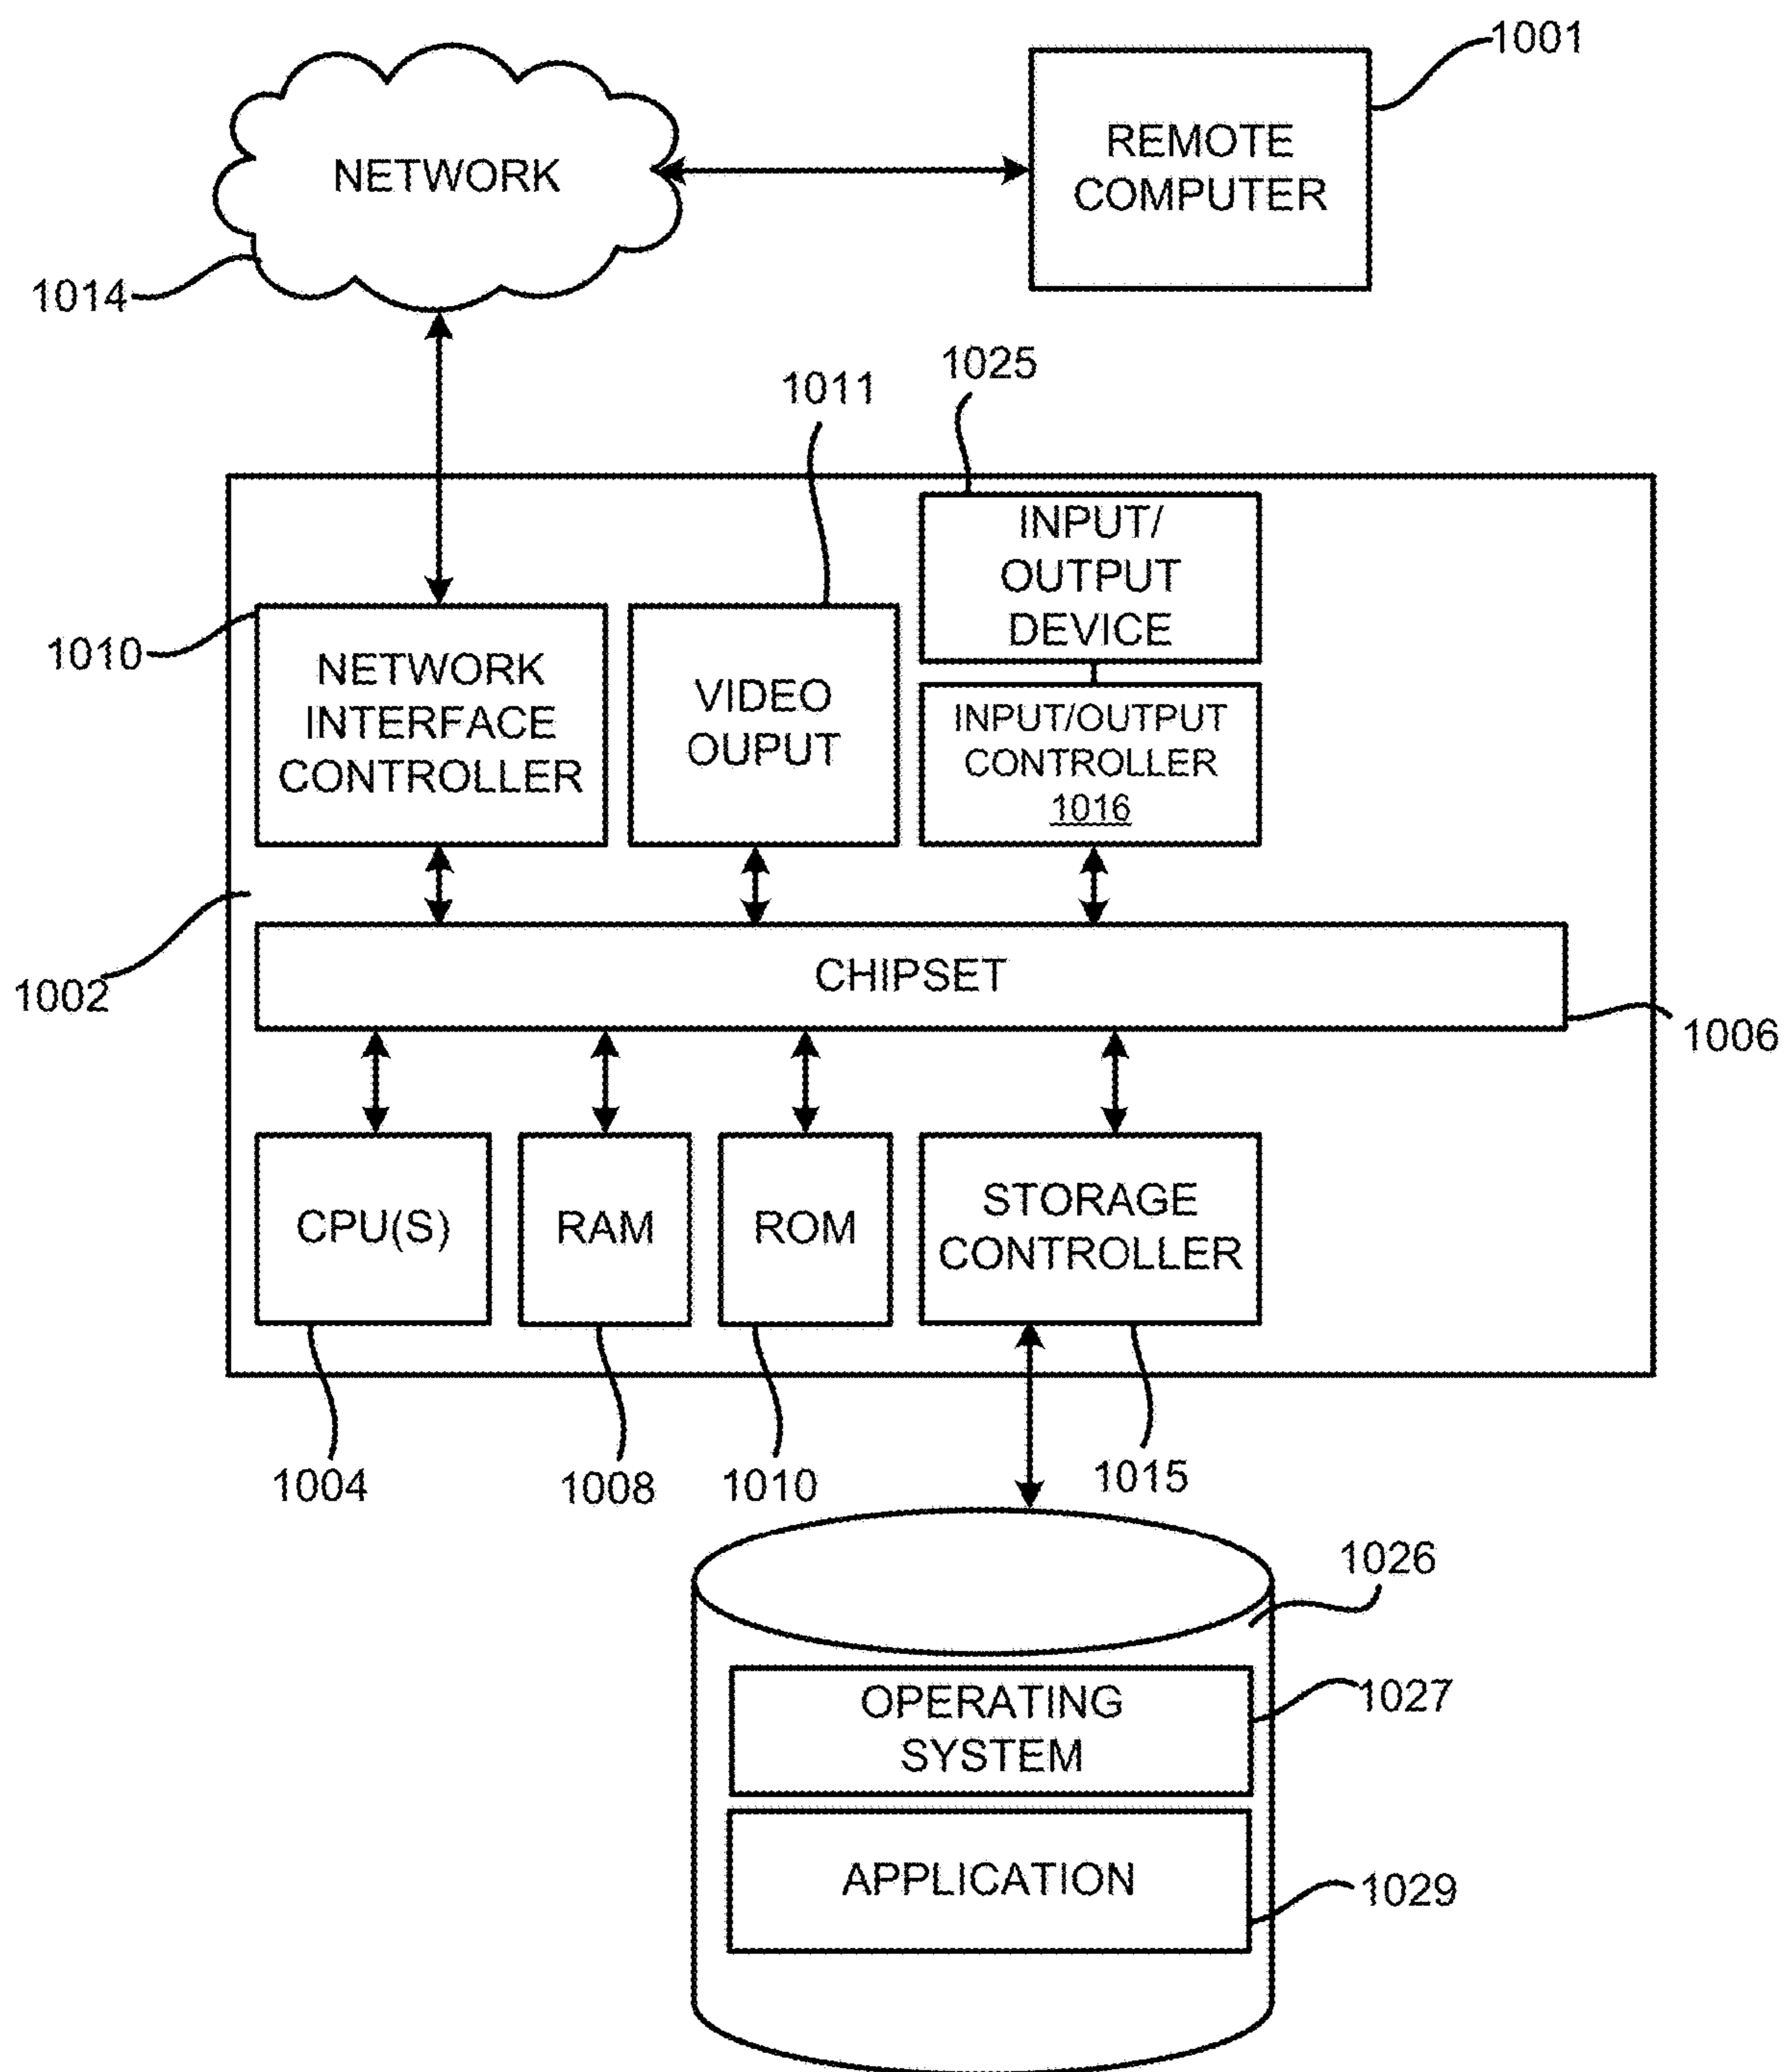 1001
REMOTE
COMPUTER
NETWORK
1014
1025
1011
INPUT/
OUTPUT
DEVICE
1010
NETWORK
INTERFACE
CONTROLLER
VIDEO
OUPUT
INPUT/OUTPUT
CONTROLLER
1016
1002
CHIPSET
1006
CPU(S)
RAM
ROM
STORAGE
CONTROLLER
1004
1008
1010
1015
1026
OPERATING
SYSTEM
1027
APPLICATION
1029